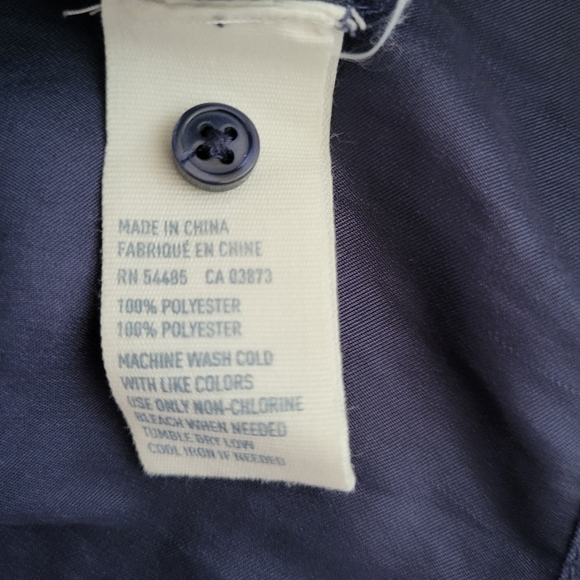 MADE IN CHINA
FABRIQUÉ EN CHINE
RN 54485 CA 03873
100% POLYESTER
100% POLYESTER
MACHINE WASH COLD
WITH LIKE COLORS
USE ONLY NON-CHLORINE
BLEACH WHEN NEEDED
TUMBLE DRY LOW
COOL IRON IF NEEDED